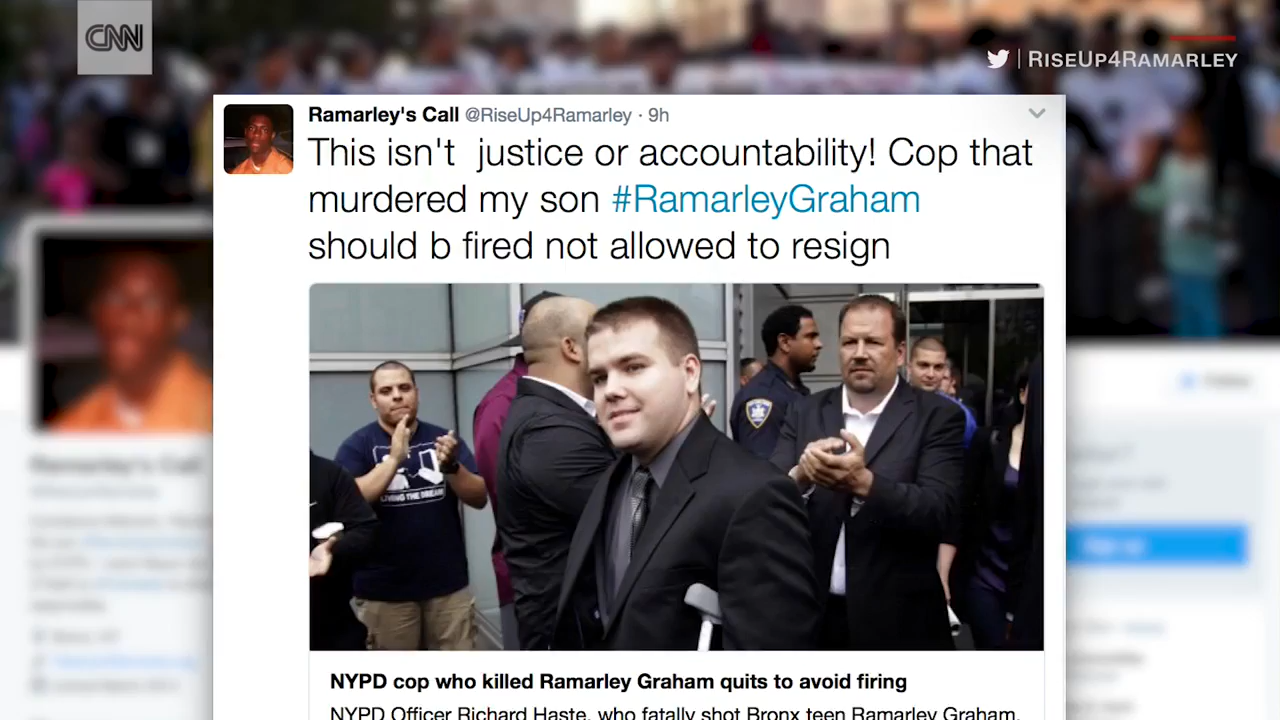 CNN
RISEUP4RAMARLEY
Ramarley's Call @RiseUp4Ramarley · 9h
This isn't justice or accountability! Cop that
murdered my son #RamarleyGraham
should b fired not allowed to resign
LIVING THE DREAM
NYPD cop who killed Ramarley Graham quits to avoid firing
NYPD Officer Richard Haste, who fatally shot Bronx teen Ramarley Graham,
Ramarley's Call